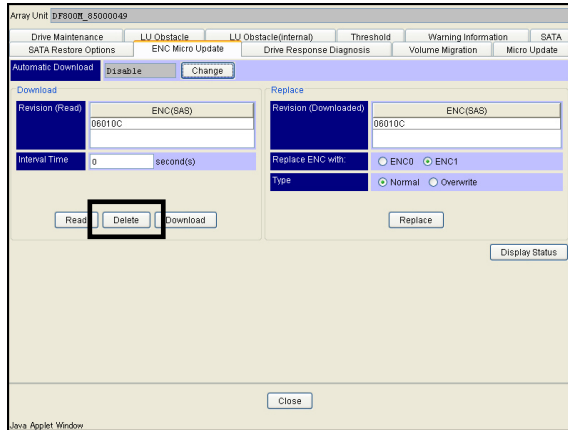 Array Unit DF800M_85000049
Drive Maintenance LU Obstacle LU Obstacle(internal) Threshold Warning Information SATA
SATA Restore Options ENC Micro Update Drive Response Diagnosis Volume Migration Micro Update
Automatic Download Disable Change
Download Replace
Revision (Read) ENC(SAS) Revision (Downloaded) ENC(SAS)
06010C 06010C
Interval Time 0 second(s) Replace ENC with: ENC0 ENC1
Type Normal Overwrite
Read Delete Download Replace
Display Status
Close
Java Applet Window